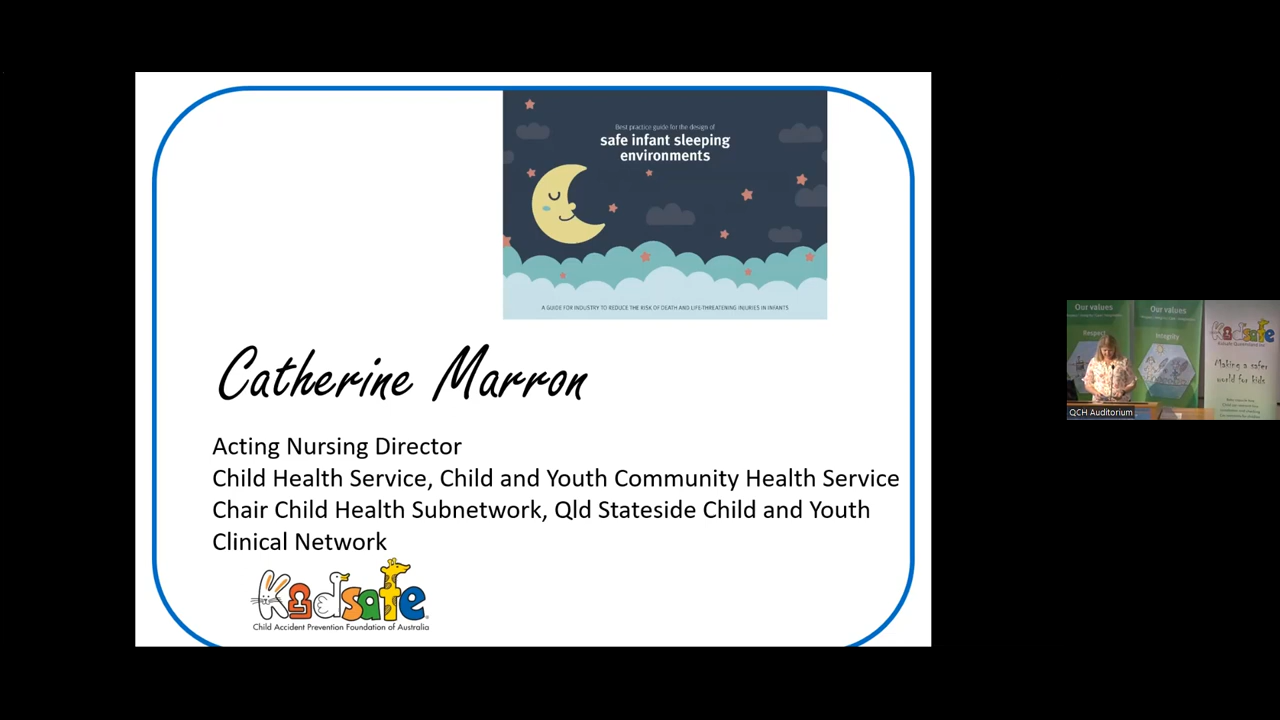 Best practice guide for the design of
safe infant sleeping
environments
A GUIDE FOR INDUSTRY TO REDUCE THE RISK OF DEATH AND LIFE-THREATENING INJURIES IN INFANTS
Catherine Marron
Acting Nursing Director
Child Health Service, Child and Youth Community Health Service
Chair Child Health Subnetwork, Qld Stateside Child and Youth
Clinical Network
Kidsafe
Child Accident Prevention Foundation of Australia
Our values
Respect
Our values
Integrity
Kidsafe
Making a safer
world for kids
QCH Auditorium